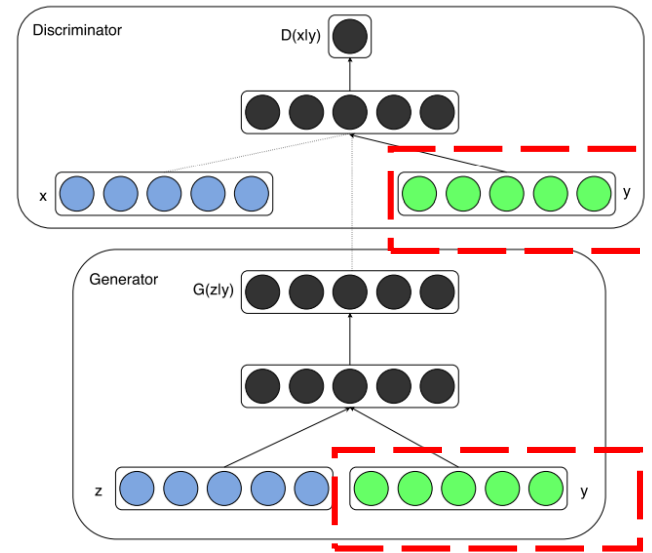 Discriminator
D(x|y)
x
y
Generator
G(z|y)
z
y